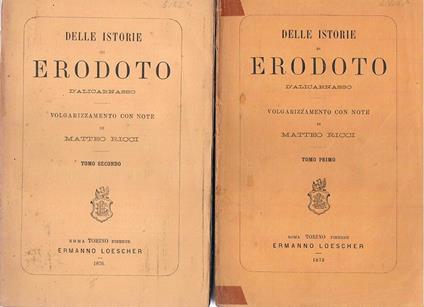 DELLE ISTORIE
DI
ERODOTO
D'ALICARNASSO
VOLGARIZZAMENTO CON NOTE
DI
MATTEO RICCI
TOMO SECONDO
ROMA TORINO FIRENZE
ERMANNO LOESCHER
1876.
DELLE ISTORIE
DI
ERODOTO
D'ALICARNASSO
VOLGARIZZAMENTO CON NOTE
DI
MATTEO RICCI
TOMO PRIMO
ROMA TORINO FIRENZE
ERMANNO LOESCHER